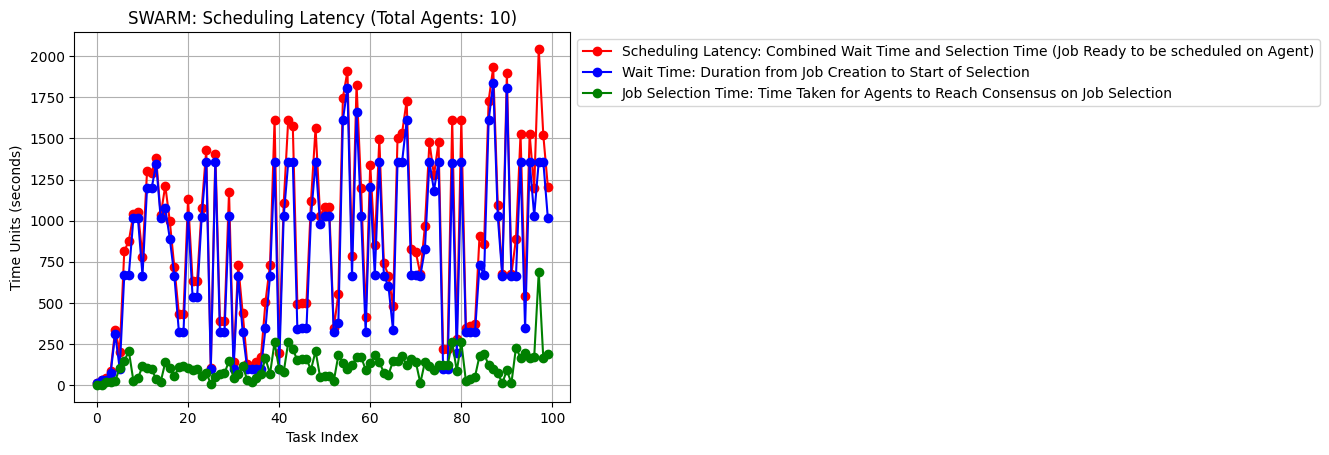 SWARM: Scheduling Latency (Total Agents: 10)
Scheduling Latency: Combined Wait Time and Selection Time (Job Ready to be scheduled on Agent)
Wait Time: Duration from Job Creation to Start of Selection
Job Selection Time: Time Taken for Agents to Reach Consensus on Job Selection
Time Units (seconds)
2000
1750
1500
1250
1000
750
500
250
0
0 20 40 60 80 100
Task Index